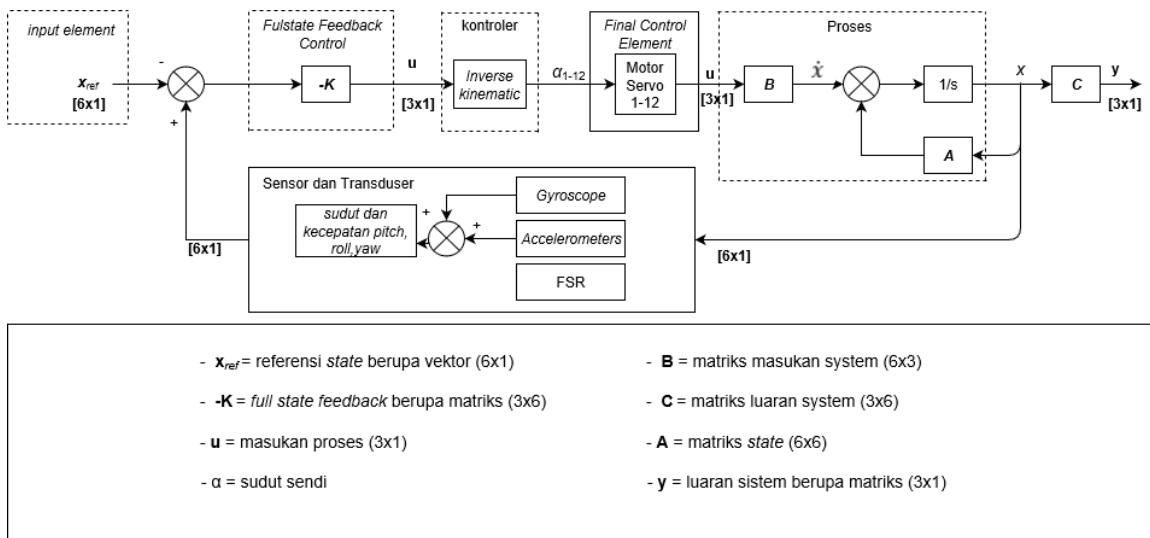 input element
x_ref
[6x1]
-
+
Fulstate Feedback
Control
-K
u
[3x1]
kontroler
Inverse
kinematic
α1-12
Final Control
Element
Motor
Servo
1-12
u
[3x1]
Proses
B
ẋ
1/s
A
x
C
y
[3x1]
Sensor dan Transduser
sudut dan
kecepatan pitch,
roll,yaw
+
+
Gyroscope
Accelerometers
FSR
[6x1]
[6x1]
- x_ref = referensi state berupa vektor (6x1)
- -K = full state feedback berupa matriks (3x6)
- u = masukan proses (3x1)
- α = sudut sendi
- B = matriks masukan system (6x3)
- C = matriks luaran system (3x6)
- A = matriks state (6x6)
- y = luaran sistem berupa matriks (3x1)